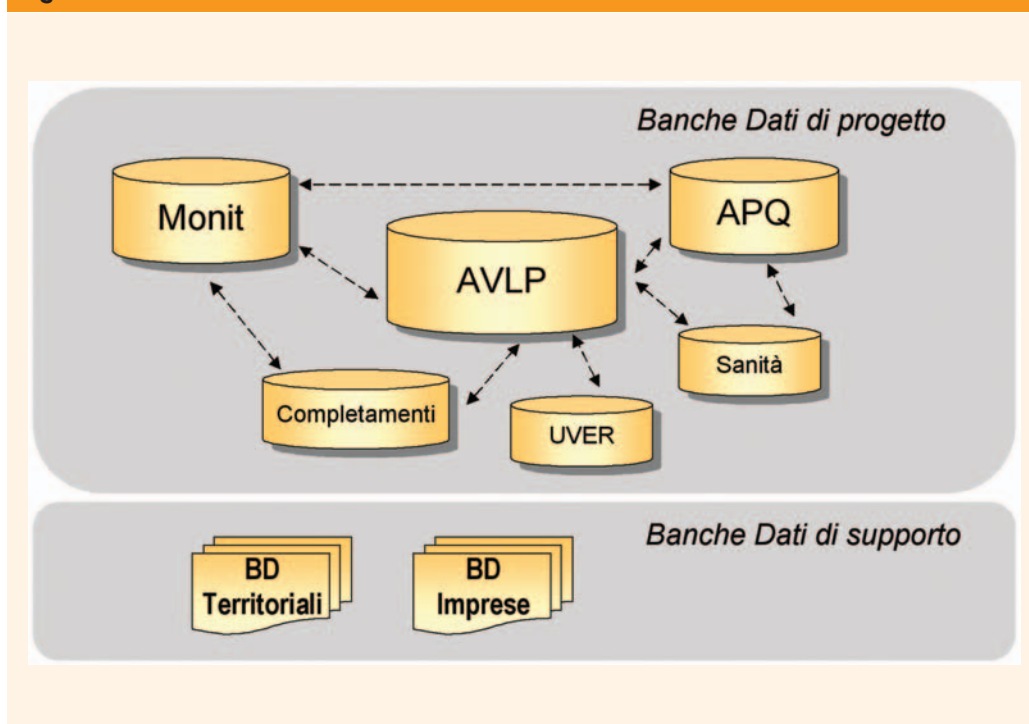 Banche Dati di progetto
Monit
APQ
AVLP
Sanità
Completamenti
UVER
Banche Dati di supporto
BD
Territoriali
BD
Imprese